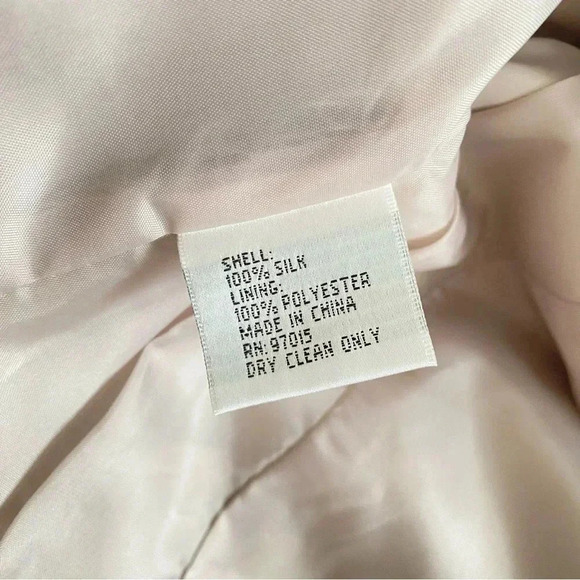 SHELL:
100% SILK
LINING:
100% POLYESTER
MADE IN CHINA
RN: 97015
DRY CLEAN ONLY